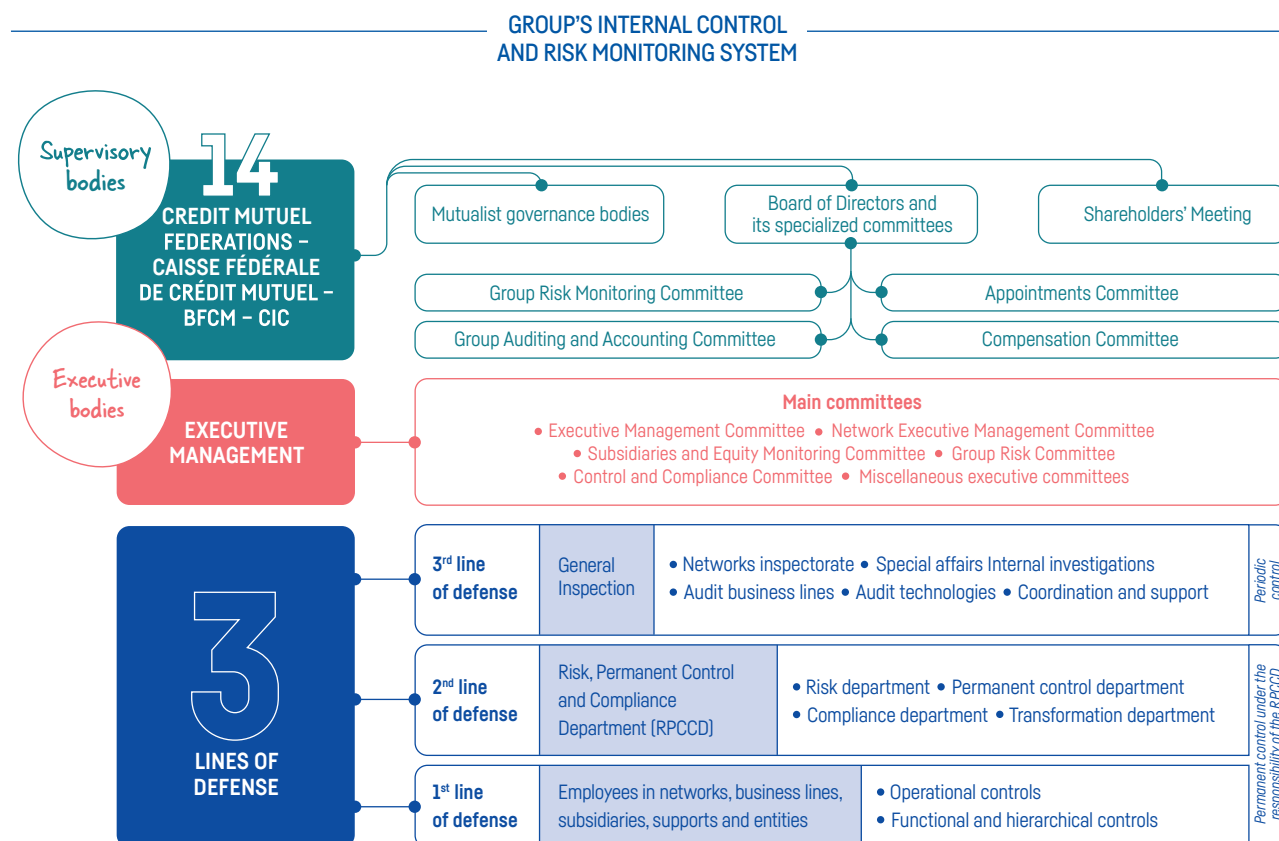 GROUP'S INTERNAL CONTROL
AND RISK MONITORING SYSTEM
Supervisory
bodies
14
CREDIT MUTUEL
FEDERATIONS –
CAISSE FÉDÉRALE
DE CRÉDIT MUTUEL –
BFCM – CIC
Mutualist governance bodies
Board of Directors and
its specialized committees
Shareholders' Meeting
Group Risk Monitoring Committee
Appointments Committee
Group Auditing and Accounting Committee
Compensation Committee
Executive
bodies
EXECUTIVE
MANAGEMENT
Main committees
• Executive Management Committee • Network Executive Management Committee
• Subsidiaries and Equity Monitoring Committee • Group Risk Committee
• Control and Compliance Committee • Miscellaneous executive committees
3
LINES OF
DEFENSE
3rd line
of defense
General
Inspection
• Networks inspectorate • Special affairs Internal investigations
• Audit business lines • Audit technologies • Coordination and support
Periodic
control
2nd line
of defense
Risk, Permanent Control
and Compliance
Department (RPCCD)
• Risk department • Permanent control department
• Compliance department • Transformation department
1st line
of defense
Employees in networks, business lines,
subsidiaries, supports and entities
• Operational controls
• Functional and hierarchical controls
Permanent control under the
responsibility of the RPCCD